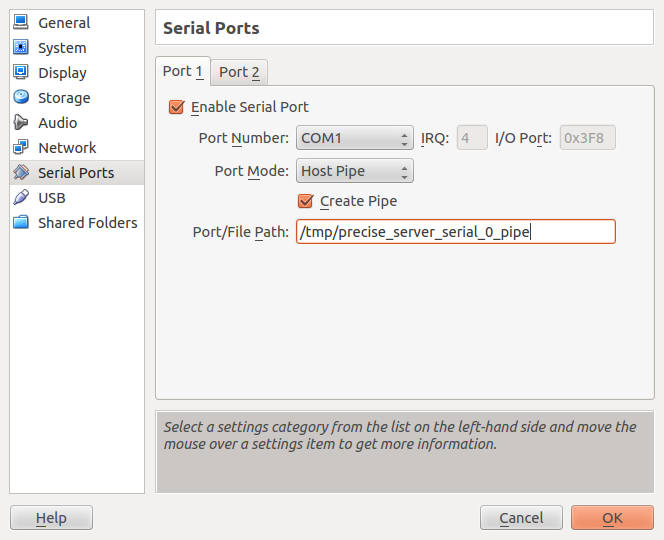 General
System
Display
Storage
Audio
Network
Serial Ports
USB
Shared Folders
Serial Ports
Port 1 Port 2
Enable Serial Port
Port Number: COM1 IRQ: 4 I/O Port: 0x3F8
Port Mode: Host Pipe
Create Pipe
Port/File Path: /tmp/precise_server_serial_0_pipe
Select a settings category from the list on the left-hand side and move the
mouse over a settings item to get more information.
Help Cancel OK